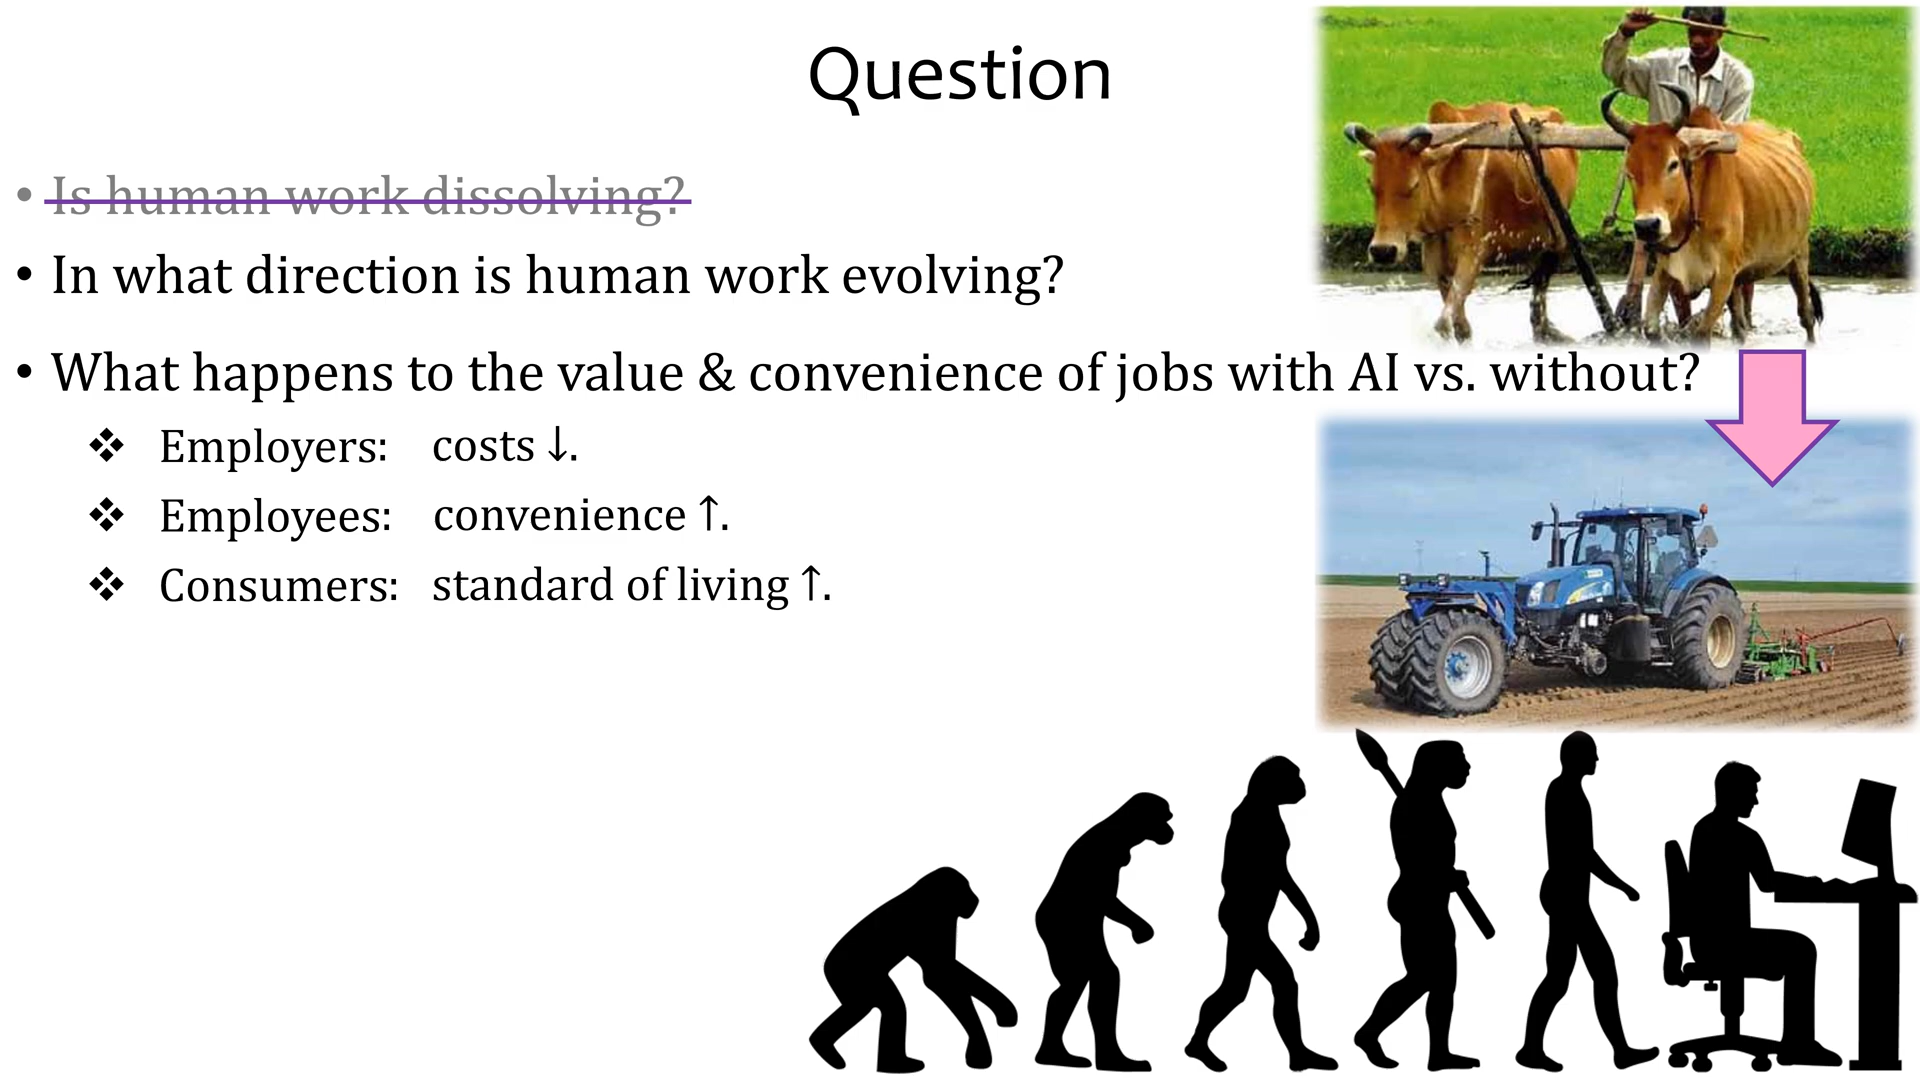 Question
• Is human work dissolving?
• In what direction is human work evolving?
• What happens to the value & convenience of jobs with AI vs. without?
❖ Employers: costs ↓.
❖ Employees: convenience ↑.
❖ Consumers: standard of living ↑.